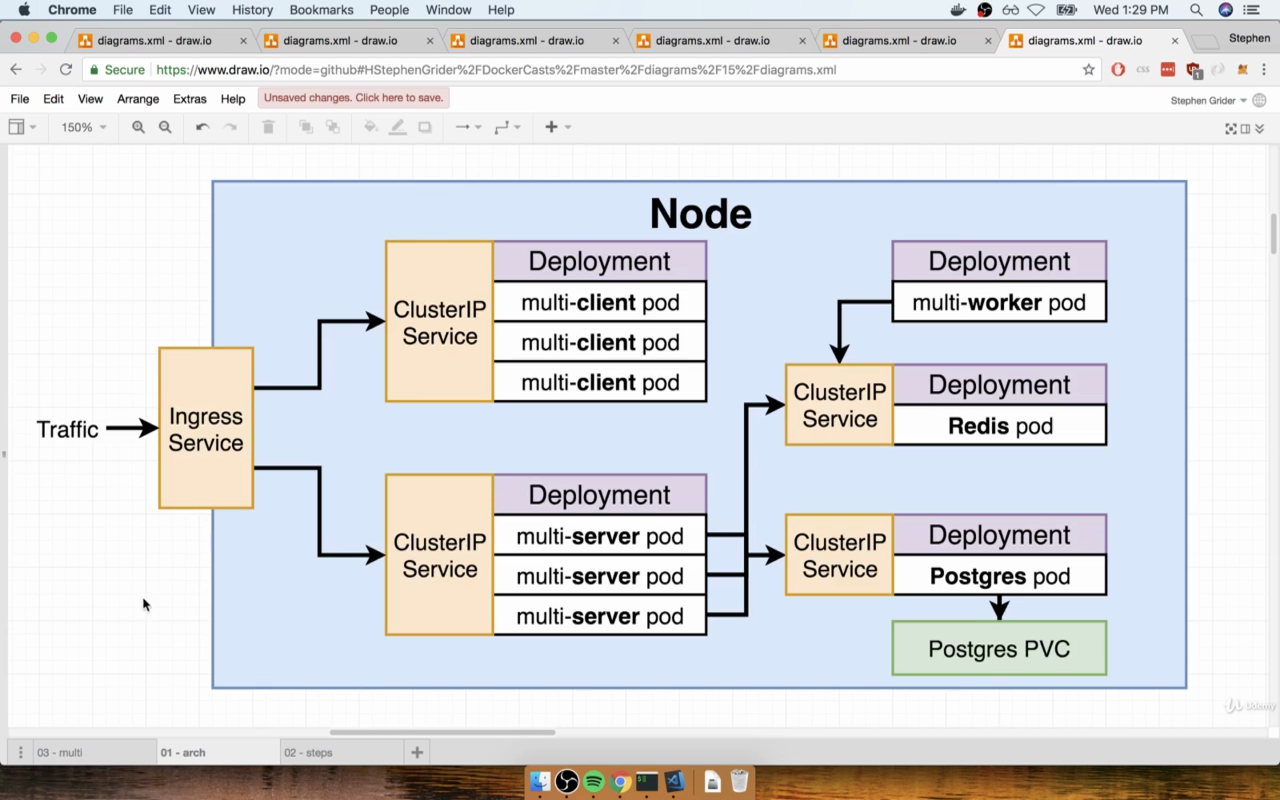 Chrome File Edit View History Bookmarks People Window Help Wed 1:29 PM
diagrams.xml - draw.io diagrams.xml - draw.io diagrams.xml - draw.io diagrams.xml - draw.io diagrams.xml - draw.io diagrams.xml - draw.io Stephen
Secure https://www.draw.io/?mode=github#HStephenGrider%2FDockerCasts%2Fmaster%2Fdiagrams%2F15%2Fdiagrams.xml css 1
File Edit View Arrange Extras Help Unsaved changes. Click here to save. Stephen Grider
150%
Node
Traffic
Ingress
Service
ClusterIP
Service
Deployment
multi-client pod
multi-client pod
multi-client pod
ClusterIP
Service
Deployment
multi-server pod
multi-server pod
multi-server pod
Deployment
multi-worker pod
ClusterIP
Service
Deployment
Redis pod
ClusterIP
Service
Deployment
Postgres pod
Postgres PVC
Udemy
03 - multi 01 - arch 02 - steps